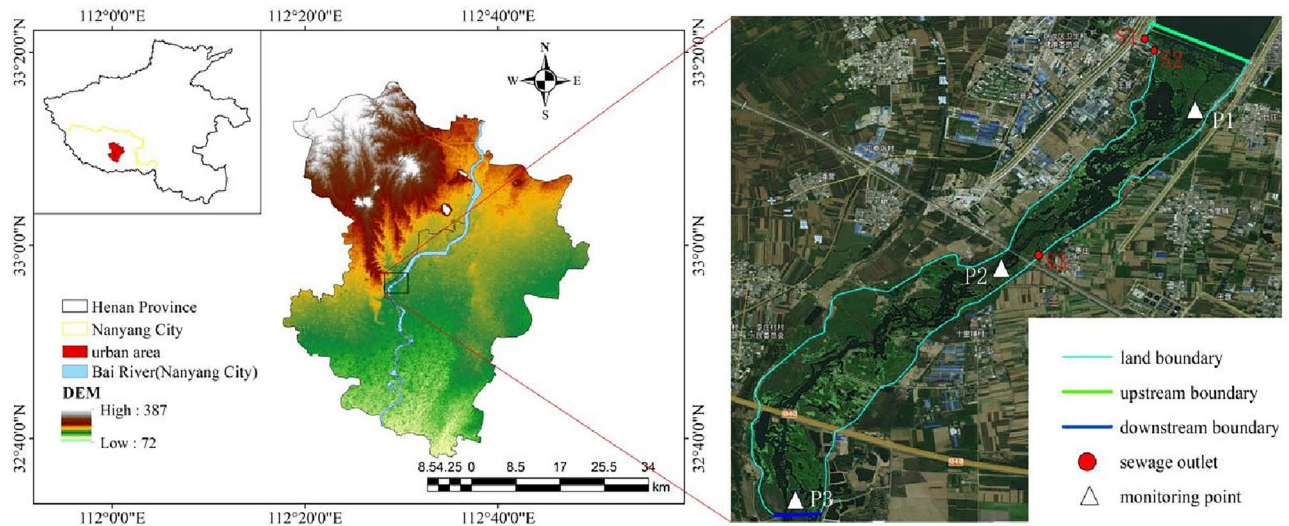 112°0'0"E
112°20'0"E
112°40'0"E
33°20'0"N
33°0'0"N
32°40'0"N
N
W
E
S
Henan Province
Nanyang City
urban area
Bai River(Nanyang City)
DEM
High : 387
Low : 72
8.54.25 0 8.5 17 25.5 34
km
112°0'0"E
112°20'0"E
112°40'0"E
33°20'0"N
33°0'0"N
32°40'0"N
S1
S2
P1
P2
S3
P3
land boundary
upstream boundary
downstream boundary
sewage outlet
monitoring point